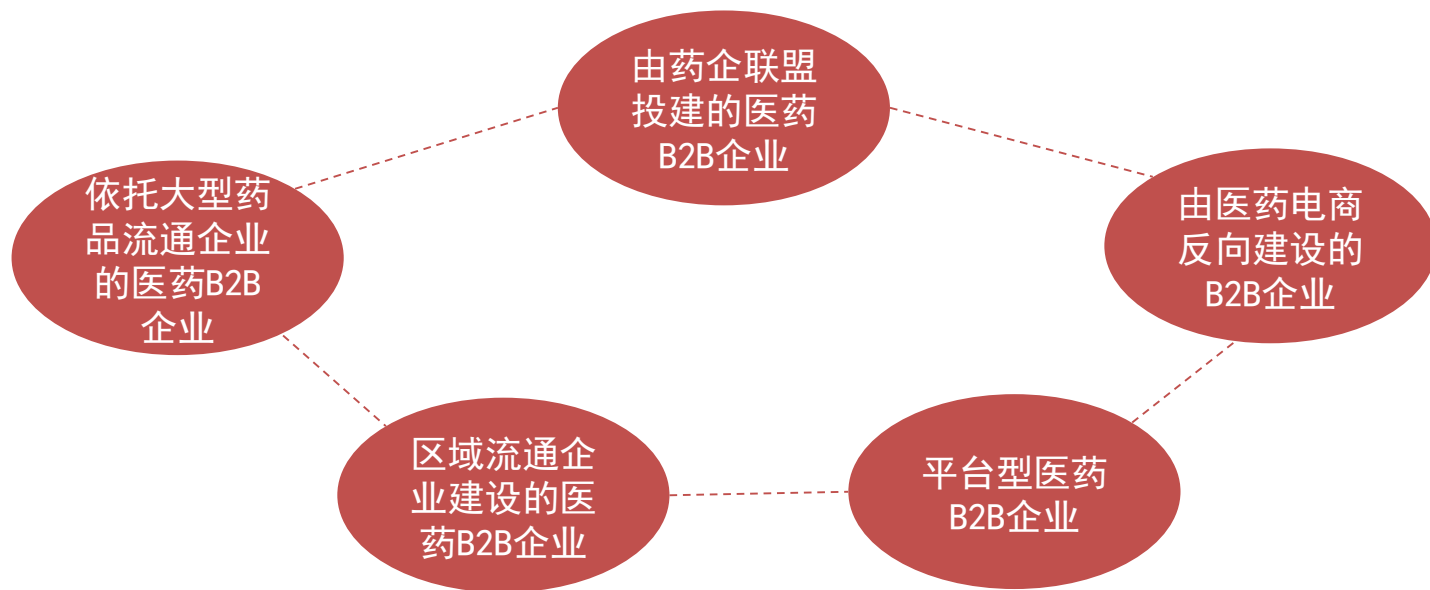 由药企联盟
投建的医药
B2B企业
依托大型药
品流通企业
的医药B2B
企业
由医药电商
反向建设的
B2B企业
区域流通企
业建设的医
药B2B企业
平台型医药
B2B企业